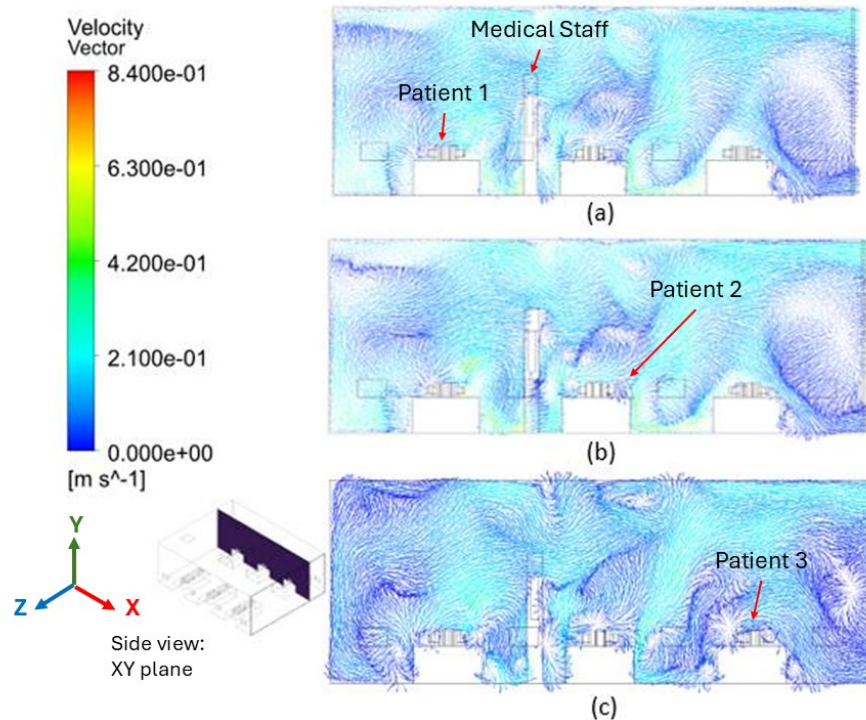 Velocity
Vector
8.400e-01
6.300e-01
4.200e-01
2.100e-01
0.000e+00
[m s^-1]
Medical Staff
Patient 1
(a)
Patient 2
(b)
Patient 3
(c)
Y
Z
X
Side view:
XY plane